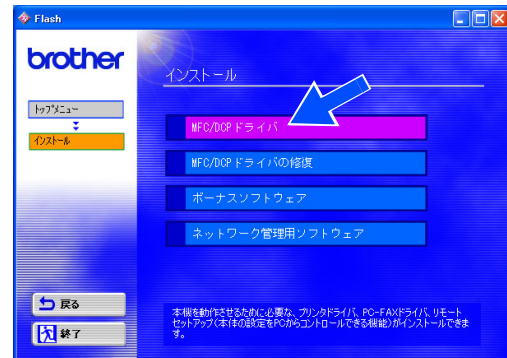 Flash
brother
インストール
トップメニュー
インストール
MFC/DCPドライバ
MFC/DCPドライバの修復
ボーナスソフトウェア
ネットワーク管理用ソフトウェア
戻る
終了
本機を動作させるために必要な、プリンタドライバ、PC-FAXドライバ、リモート
セットアップ(本体の設定をPCからコントロールできる機能)がインストールできま
す。